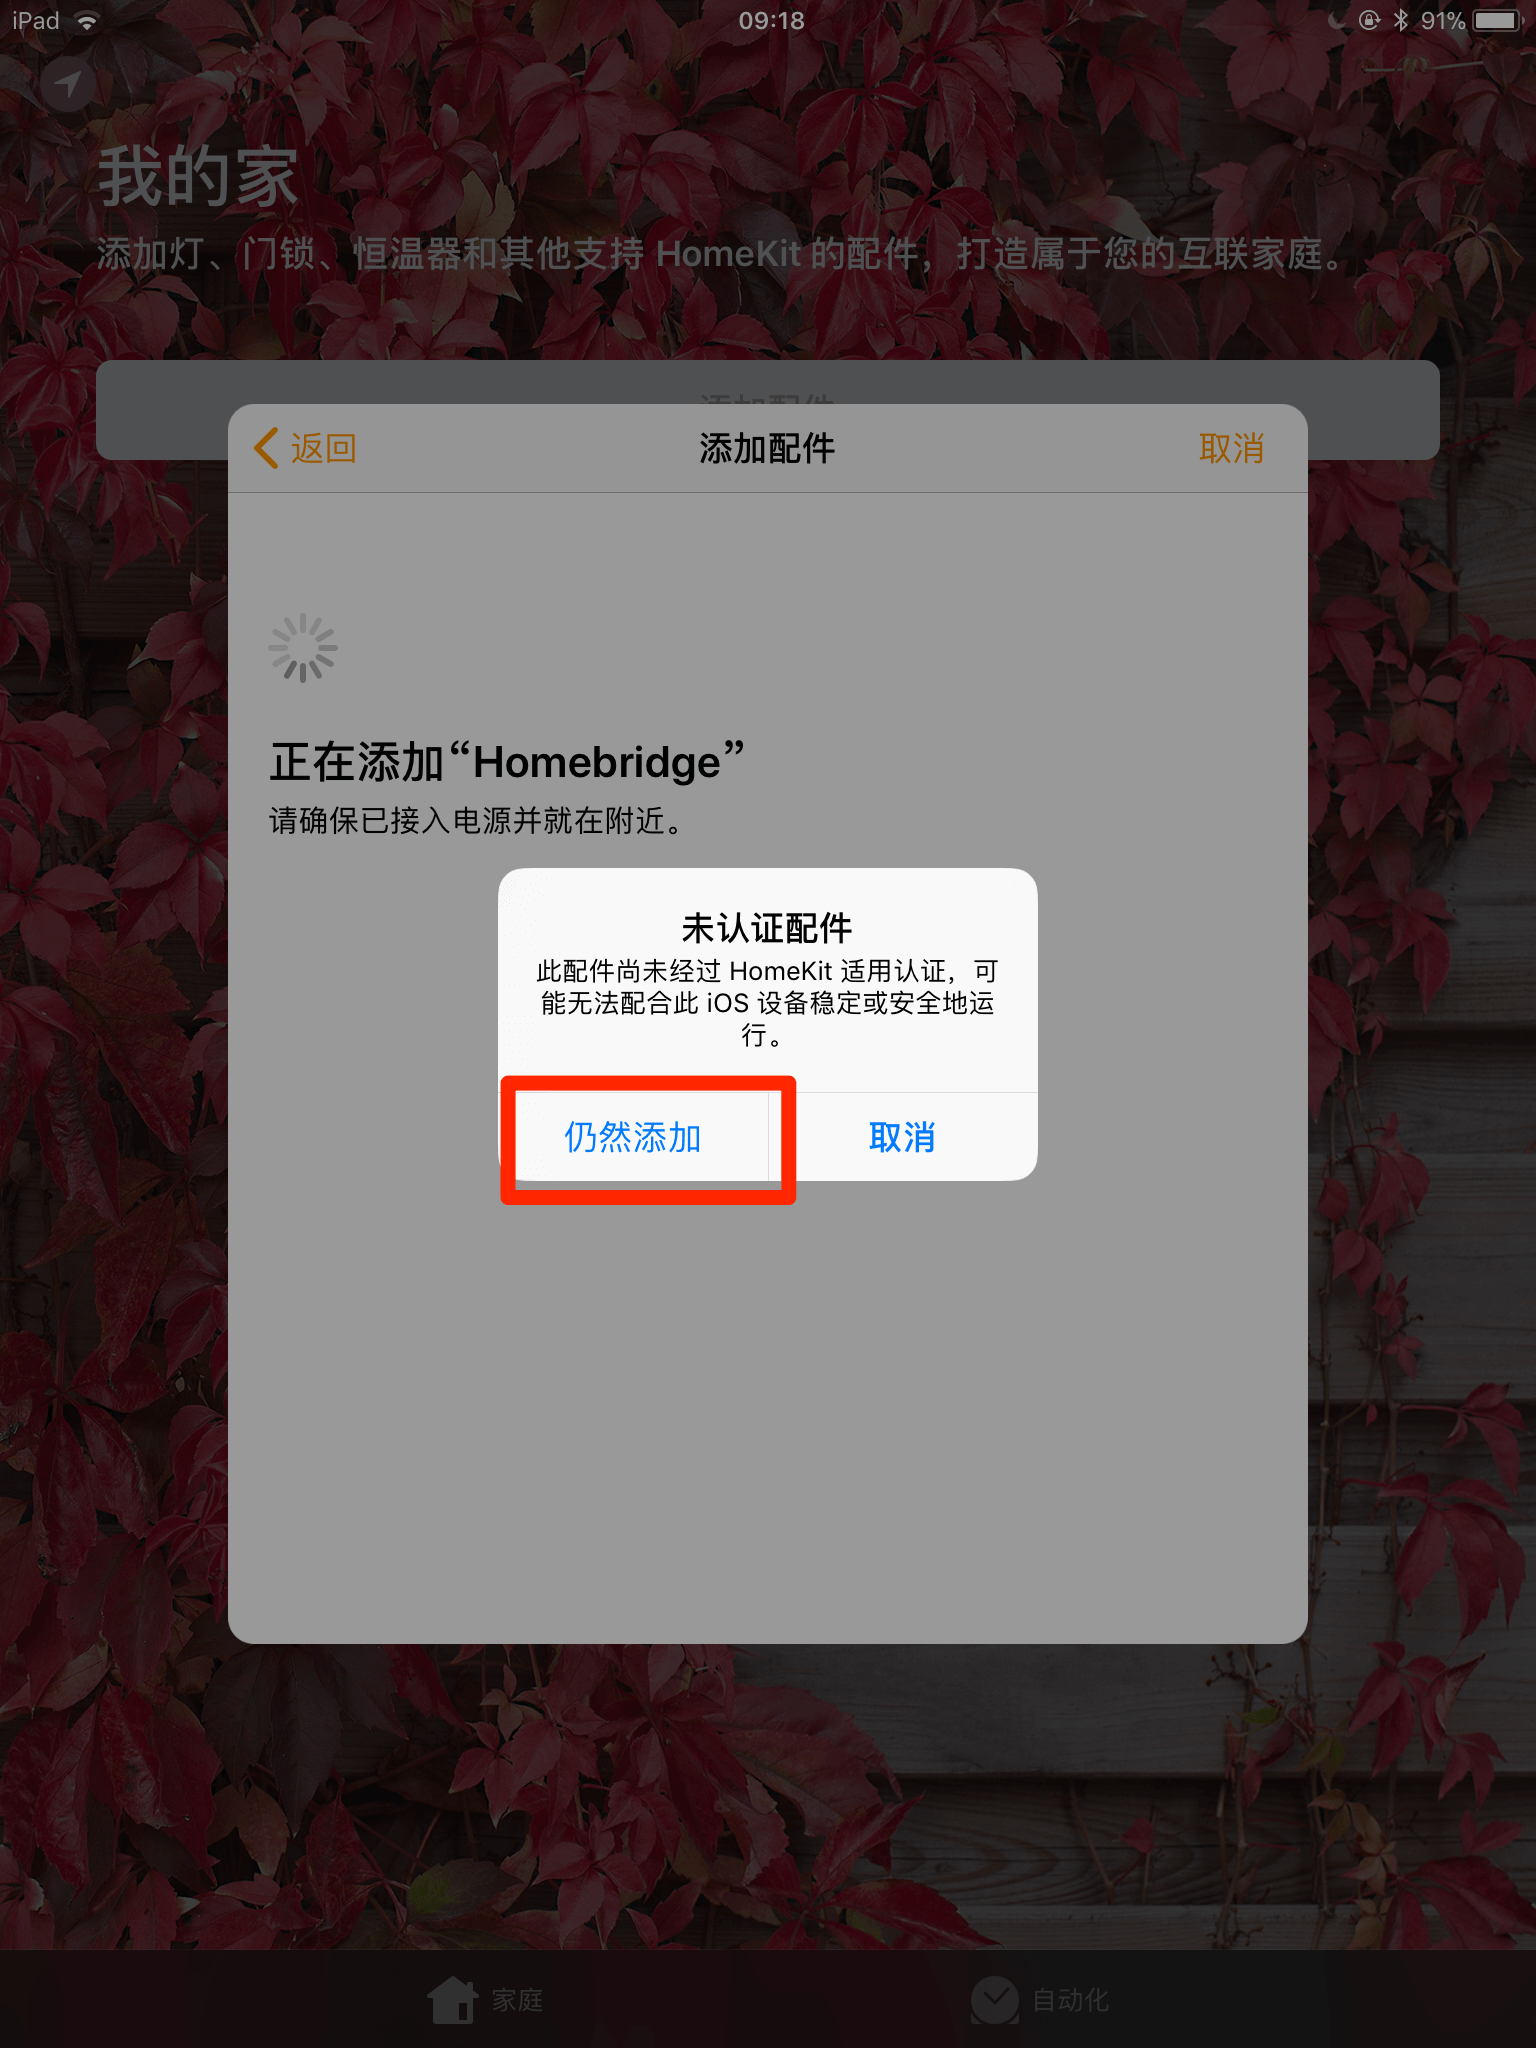 iPad
09:18
91%
我的家
添加灯、门锁、恒温器和其他支持 HomeKit 的配件，打造属于您的互联家庭。
添加配件
返回
添加配件
取消
正在添加“Homebridge”
请确保已接入电源并就在附近。
未认证配件
此配件尚未经过 HomeKit 适用认证，可
能无法配合此 iOS 设备稳定或安全地运
行。
仍然添加
取消
家庭
自动化